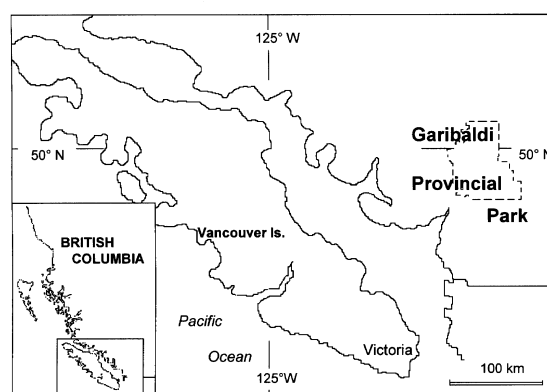 125° W
Garibaldi
50° N
50° N
Provincial
Park
Vancouver Is.
BRITISH
COLUMBIA
Pacific
Ocean
Victoria
125° W
100 km